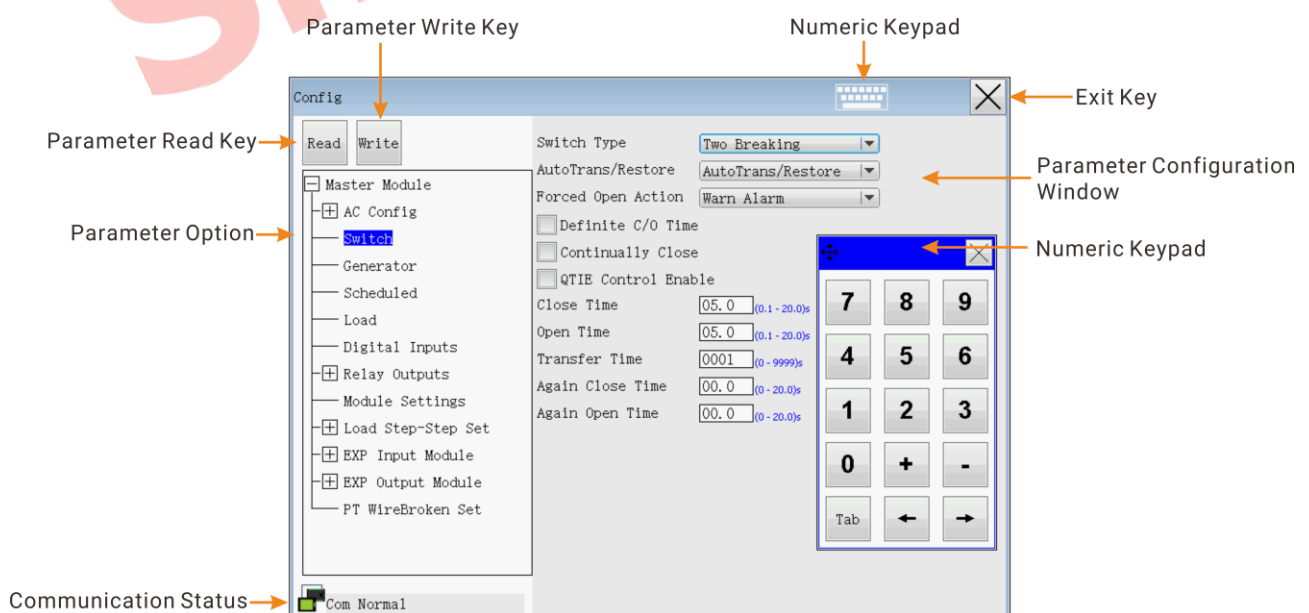 Parameter Write Key
Numeric Keypad
Config
Exit Key
Parameter Read Key
Read
Write
Switch Type
Two Breaking
AutoTrans/Restore
AutoTrans/Restore
Parameter Configuration
Window
Forced Open Action
Warn Alarm
Master Module
AC Config
Parameter Option
Switch
Generator
Scheduled
Load
Digital Inputs
Relay Outputs
Module Settings
Load Step-Step Set
EXP Input Module
EXP Output Module
PT WireBroken Set
Definite C/O Time
Continually Close
QTIE Control Enable
Close Time 05.0 (0.1 - 20.0)s
Open Time 05.0 (0.1 - 20.0)s
Transfer Time 0001 (0 - 9999)s
Again Close Time 00.0 (0 - 20.0)s
Again Open Time 00.0 (0 - 20.0)s
Numeric Keypad
7 8 9
4 5 6
1 2 3
0 + -
Tab ← →
Communication Status
Com Normal